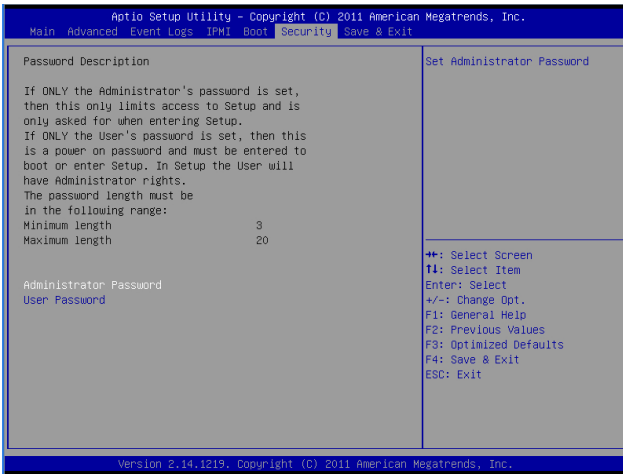 Aptio Setup Utility – Copyright (C) 2011 American Megatrends, Inc.
Main Advanced Event Logs IPMI Boot Security Save & Exit
Password Description
If ONLY the Administrator's password is set,
then this only limits access to Setup and is
only asked for when entering Setup.
If ONLY the User's password is set, then this
is a power on password and must be entered to
boot or enter Setup. In Setup the User will
have Administrator rights.
The password length must be
in the following range:
Minimum length 3
Maximum length 20
Administrator Password
User Password
Set Administrator Password
→←: Select Screen
↑↓: Select Item
Enter: Select
+/-: Change Opt.
F1: General Help
F2: Previous Values
F3: Optimized Defaults
F4: Save & Exit
ESC: Exit
Version 2.14.1219. Copyright (C) 2011 American Megatrends, Inc.